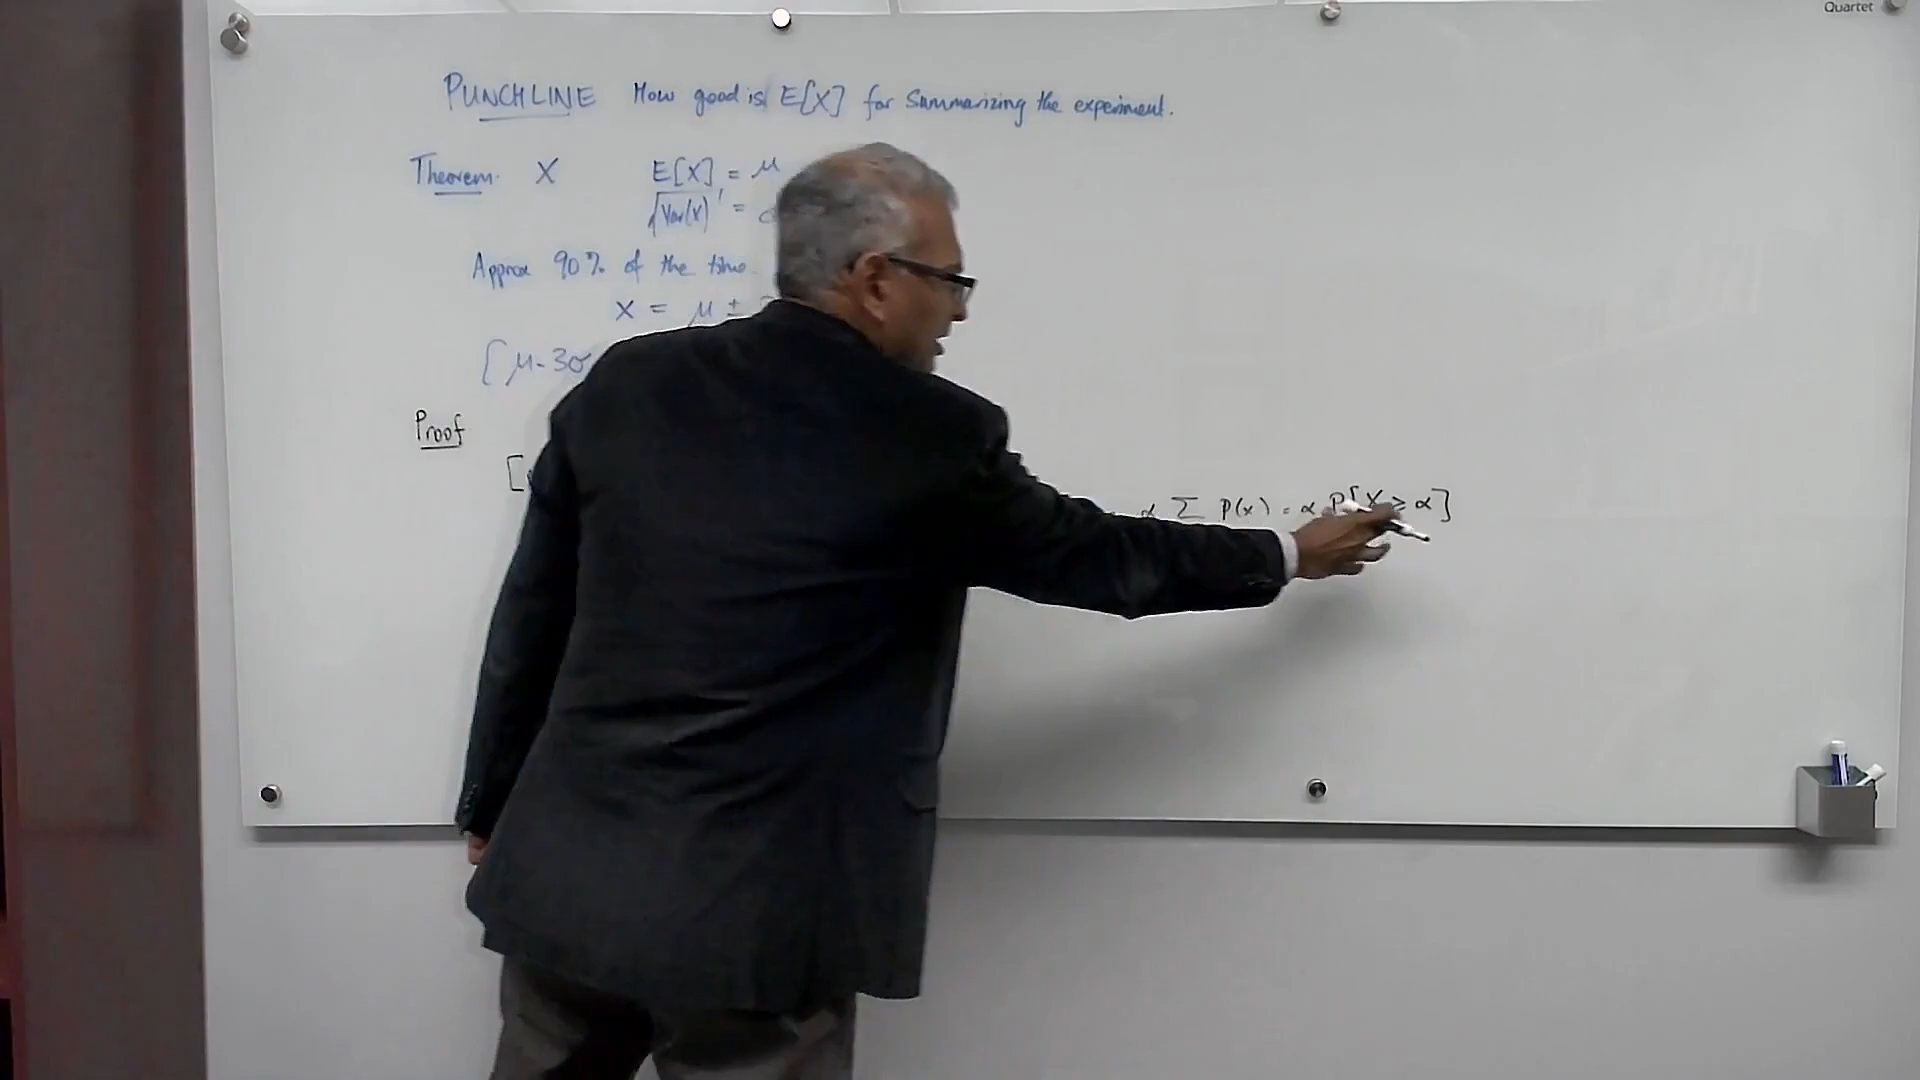 Quartet
PUNCHLINE How good is E[X] for Summarizing the experiment.
Theorem. X E[X] = μ
√Var(X) =
Approx 90% of the time.
X = μ ±
[μ-3σ
Proof
[
α Σ P(x) = α P[X ≥ α]